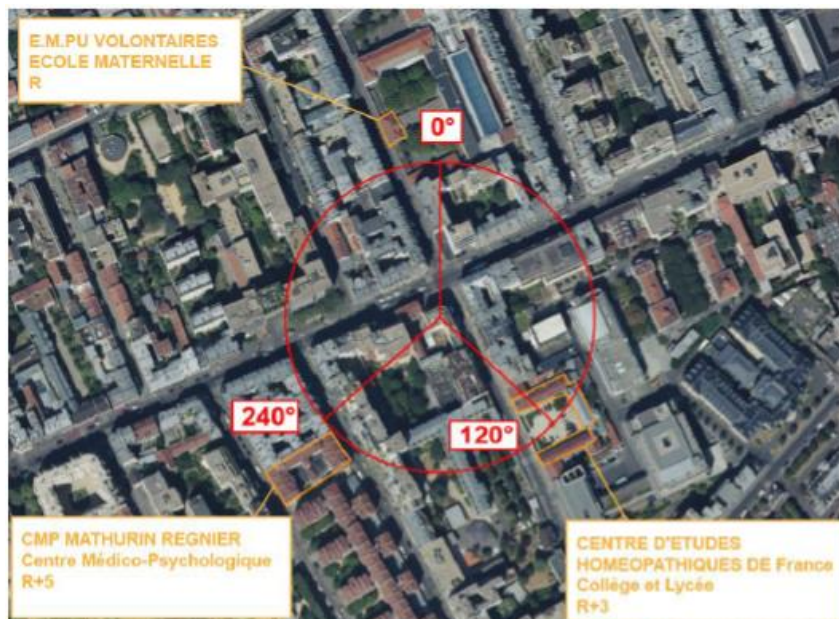 E.M.PU VOLONTAIRES
ECOLE MATERNELLE
R
0°
240°
120°
CMP MATHURIN REGNIER
Centre Médico-Psychologique
R+5
CENTRE D'ETUDES
HOMEOPATHIQUES DE France
Collége et Lycée
R+3